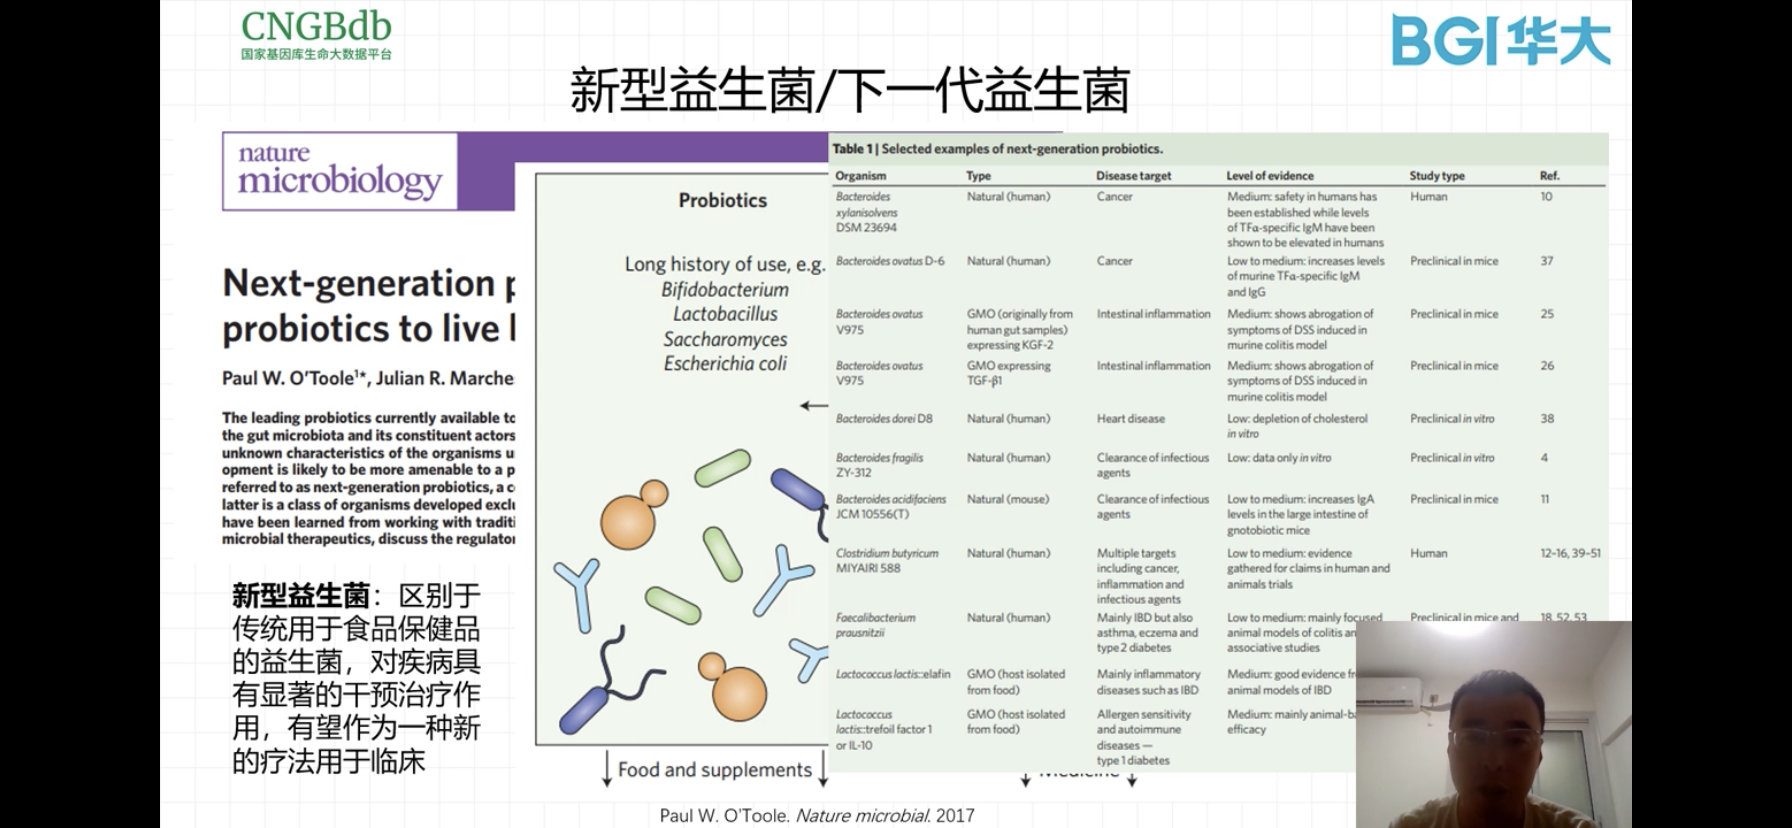 CNGBdb
国家基因库生命大数据平台
BGI华大
新型益生菌/下一代益生菌
nature
microbiology
Next-generation
probiotics to live
Paul W. O'Toole¹*, Julian R. Marche
The leading probiotics currently available to
the gut microbiota and its constituent actors
unknown characteristics of the organisms
opment is likely to be more amenable to a
referred to as next-generation probiotics, a
latter is a class of organisms developed
have been learned from working with
microbial therapeutics, discuss the
新型益生菌：区别于
传统用于食品保健品
的益生菌，对疾病具
有显著的干预治疗作
用，有望作为一种新
的疗法用于临床
Probiotics
Long history of use, e.g.
Bifidobacterium
Lactobacillus
Saccharomyces
Escherichia coli
Food and supplements
Medicine
Table 1 | Selected examples of next-generation probiotics.
Organism Type Disease target Level of evidence Study type Ref.
Bacteroides Natural (human) Cancer Medium: safety in humans has Human 10
xylanisolvens been established while levels
DSM 23694 of TFα-specific IgM have been
shown to be elevated in humans
Bacteroides ovatus D-6 Natural (human) Cancer Low to medium: increases levels Preclinical in mice 37
of murine TFα-specific IgM
and IgG
Bacteroides ovatus GMO (originally from Intestinal inflammation Medium: shows abrogation of Preclinical in mice 25
V975 human gut samples) symptoms of DSS induced in
expressing KGF-2 murine colitis model
Bacteroides ovatus GMO expressing Intestinal inflammation Medium: shows abrogation of Preclinical in mice 26
V975 TGF-β1 symptoms of DSS induced in
murine colitis model
Bacteroides dorei D8 Natural (human) Heart disease Low: depletion of cholesterol Preclinical in vitro 38
in vitro
Bacteroides fragilis Natural (human) Clearance of infectious Low: data only in vitro Preclinical in vitro 4
ZY-312 agents
Bacteroides acidifaciens Natural (mouse) Clearance of infectious Low to medium: increases IgA Preclinical in mice 11
JCM 10556(T) agents levels in the large intestine of
gnotobiotic mice
Clostridium butyricum Natural (human) Multiple targets Low to medium: evidence Human 12–16, 39–51
MIYAIRI 588 including cancer, gathered for claims in human and
inflammation and animals trials
infectious agents
Faecalibacterium Natural (human) Mainly IBD but also Low to medium: mainly focused Preclinical in mice and 18, 52, 53
prausnitzii asthma, eczema and animal models of colitis an
type 2 diabetes associative studies
Lactococcus lactis::elafin GMO (host isolated Mainly inflammatory Medium: good evidence fr
from food) diseases such as IBD animal models of IBD
Lactococcus GMO (host isolated Allergen sensitivity Medium: mainly animal-ba
lactis::trefoil factor 1 from food) and autoimmune efficacy
or IL-10 diseases —
type 1 diabetes
Paul W. O'Toole. Nature microbial. 2017